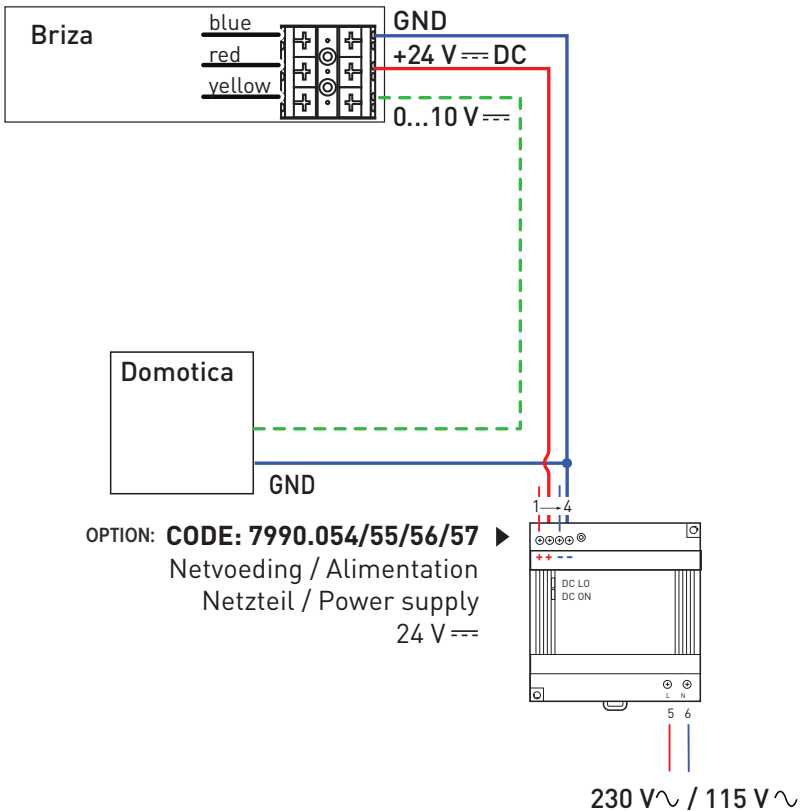 Briza
blue
red
yellow
GND
+24 V ⎓ DC
0...10 V ⎓
Domotica
GND
1→4
OPTION: CODE: 7990.054/55/56/57 ▶
Netvoeding / Alimentation
Netzteil / Power supply
24 V ⎓
++--
DC LO
DC ON
L N
5 6
230 V∿ / 115 V∿